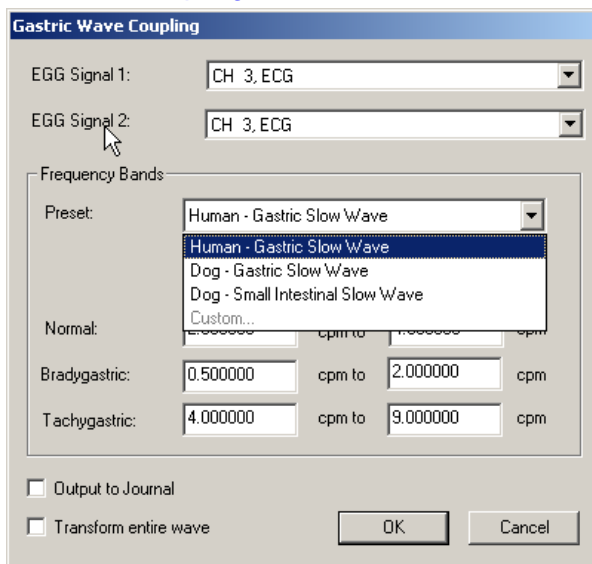 Gastric Wave Coupling
EGG Signal 1: CH 3, ECG
EGG Signal 2: CH 3, ECG
Frequency Bands
Preset: Human - Gastric Slow Wave
Human - Gastric Slow Wave
Dog - Gastric Slow Wave
Dog - Small Intestinal Slow Wave
Custom...
Normal: cpm to cpm
Bradygastric: 0.500000 cpm to 2.000000 cpm
Tachygastric: 4.000000 cpm to 9.000000 cpm
Output to Journal
Transform entire wave OK Cancel